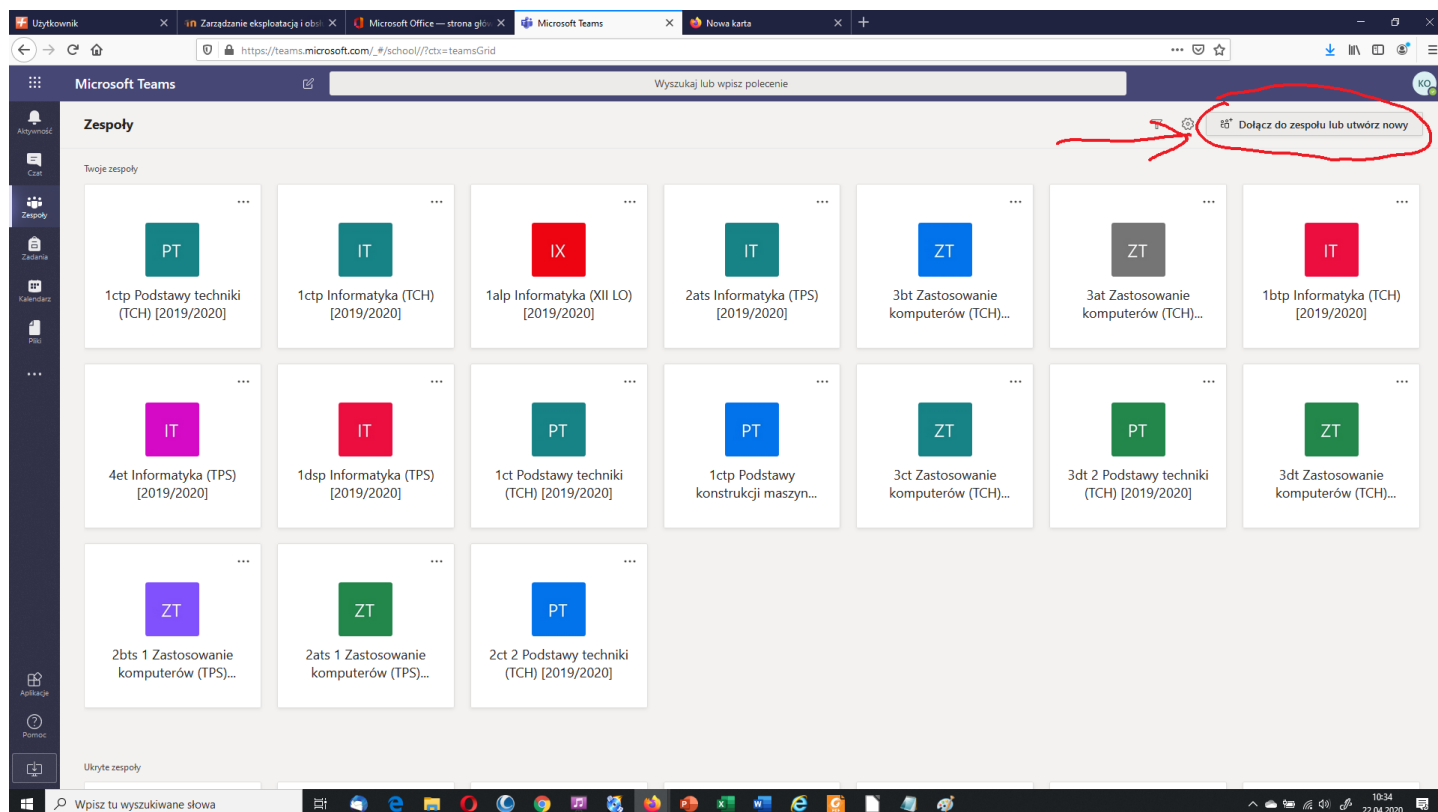 Użytkownik
Zarządzanie eksploatacją i obsł
Microsoft Office — strona głów
Microsoft Teams
Nowa karta
https://teams.microsoft.com/_#/school//?ctx=teamsGrid
Microsoft Teams
Wyszukaj lub wpisz polecenie
KO
Aktywność
Czat
Zespoły
Zadania
Kalendarz
Pliki
Aplikacje
Pomoc
Zespoły
Dołącz do zespołu lub utwórz nowy
Twoje zespoły
PT
1ctp Podstawy techniki
(TCH) [2019/2020]
IT
1ctp Informatyka (TCH)
[2019/2020]
IX
1alp Informatyka (XII LO)
[2019/2020]
IT
2ats Informatyka (TPS)
[2019/2020]
ZT
3bt Zastosowanie
komputerów (TCH)...
ZT
3at Zastosowanie
komputerów (TCH)...
IT
1btp Informatyka (TCH)
[2019/2020]
IT
4et Informatyka (TPS)
[2019/2020]
IT
1dsp Informatyka (TPS)
[2019/2020]
PT
1ct Podstawy techniki
(TCH) [2019/2020]
PT
1ctp Podstawy
konstrukcji maszyn...
ZT
3ct Zastosowanie
komputerów (TCH)...
PT
3dt 2 Podstawy techniki
(TCH) [2019/2020]
ZT
3dt Zastosowanie
komputerów (TCH)...
ZT
2bts 1 Zastosowanie
komputerów (TPS)...
ZT
2ats 1 Zastosowanie
komputerów (TPS)...
PT
2ct 2 Podstawy techniki
(TCH) [2019/2020]
Ukryte zespoły
Wpisz tu wyszukiwane słowa
10:34
22.04.2020